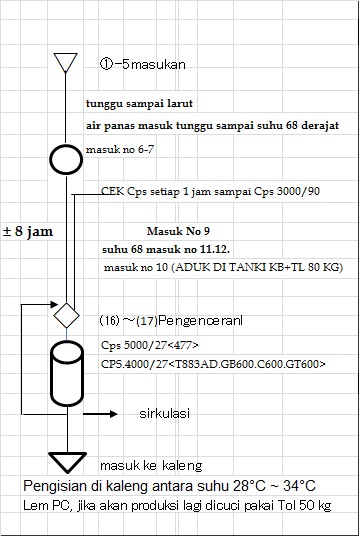 ①-5masukan
tunggu sampai larut
air panas masuk tunggu sampai suhu 68 derajat
masuk no 6-7
CEK Cps setiap 1 jam sampai Cps 3000/90
± 8 jam
Masuk No 9
suhu 68 masuk no 11.12.
masuk no 10 (ADUK DI TANKI KB+TL 80 KG)
(16)～(17)Pengenceranl
Cps 5000/27<477>
CPS.4000/27<T883AD.GB600.C600.GT600>
sirkulasi
masuk ke kaleng
Pengisian di kaleng antara suhu 28°C ~ 34°C
Lem PC, jika akan produksi lagi dicuci pakai Tol 50 kg